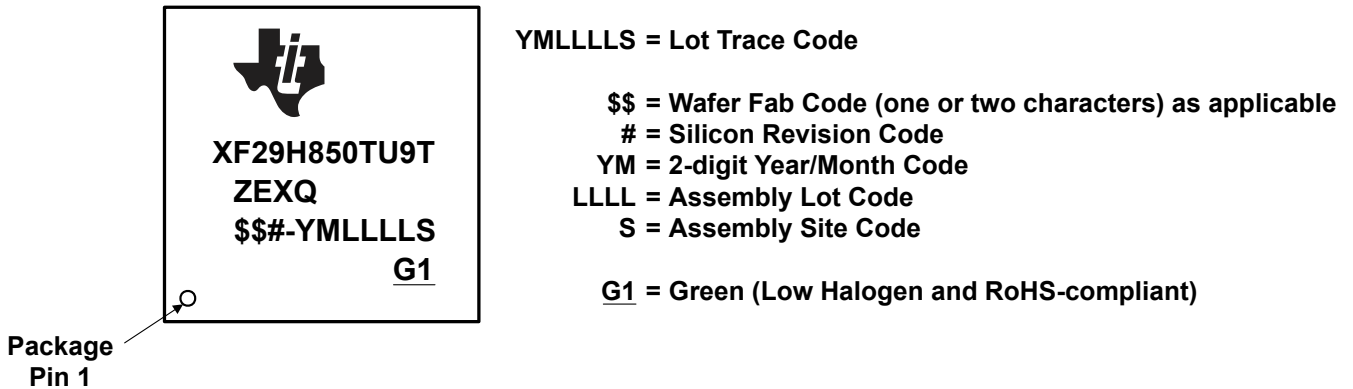 XF29H850TU9T
ZEXQ
$$#-YMLLLLS
G1
Package
Pin 1
YMLLLLS = Lot Trace Code
$$ = Wafer Fab Code (one or two characters) as applicable
# = Silicon Revision Code
YM = 2-digit Year/Month Code
LLLL = Assembly Lot Code
S = Assembly Site Code
G1 = Green (Low Halogen and RoHS-compliant)